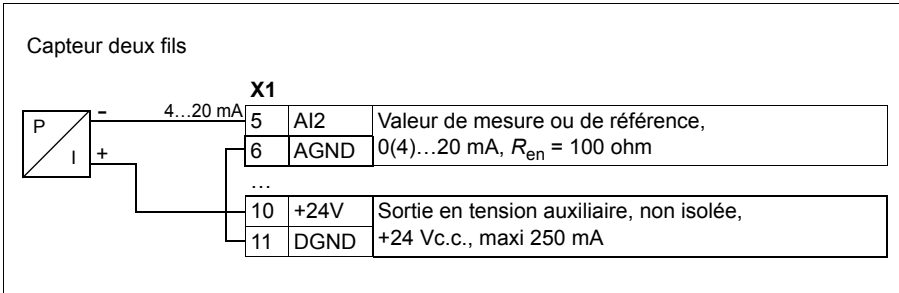 Capteur deux fils
X1
P
I
-
+
4…20 mA
5 AI2 Valeur de mesure ou de référence,
6 AGND 0(4)…20 mA, Ren = 100 ohm
…
10 +24V Sortie en tension auxiliaire, non isolée,
11 DGND +24 Vc.c., maxi 250 mA